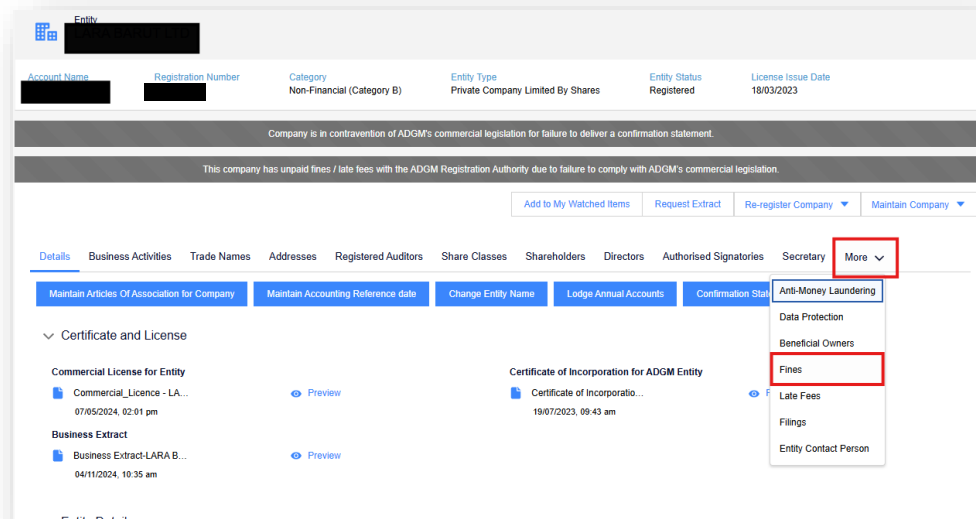 Entity
Account Name Registration Number Category Entity Type Entity Status License Issue Date
Non-Financial (Category B) Private Company Limited By Shares Registered 18/03/2023
Company is in contravention of ADGM's commercial legislation for failure to deliver a confirmation statement.
This company has unpaid fines / late fees with the ADGM Registration Authority due to failure to comply with ADGM's commercial legislation.
Add to My Watched Items Request Extract Re-register Company Maintain Company
Details Business Activities Trade Names Addresses Registered Auditors Share Classes Shareholders Directors Authorised Signatories Secretary More
Maintain Articles Of Association for Company Maintain Accounting Reference date Change Entity Name Lodge Annual Accounts Confirmation State
Anti-Money Laundering
Data Protection
Beneficial Owners
Fines
Late Fees
Filings
Entity Contact Person
Certificate and License
Commercial License for Entity Certificate of Incorporation for ADGM Entity
Commercial_Licence - LA... Preview Certificate of Incorporatio...
07/05/2024, 02:01 pm 19/07/2023, 09:43 am
Business Extract
Business Extract-LARA B... Preview
04/11/2024, 10:35 am